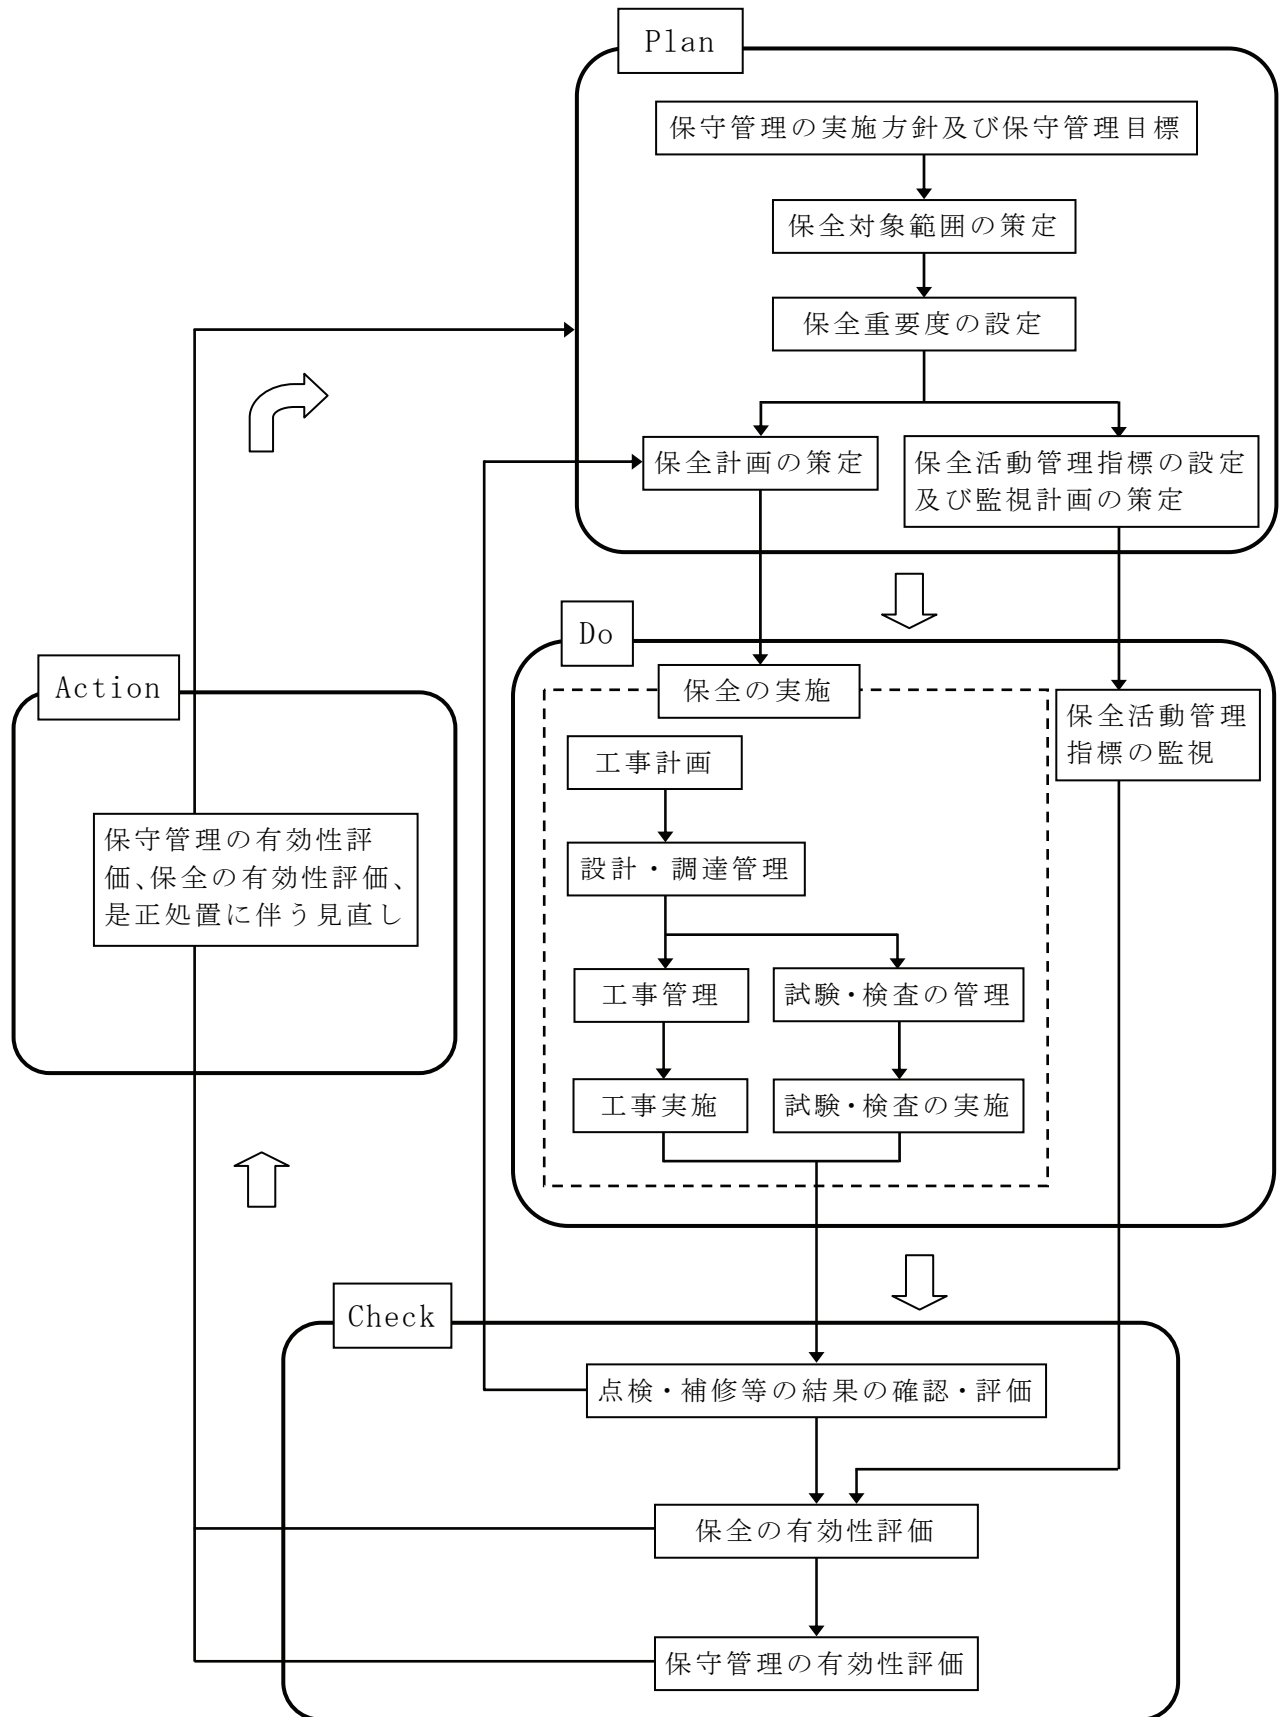 Plan
保守管理の実施方針及び保守管理目標
保全対象範囲の策定
保全重要度の設定
保全計画の策定
保全活動管理指標の設定
及び監視計画の策定
Do
保全の実施
保全活動管理
指標の監視
工事計画
設計・調達管理
工事管理
試験・検査の管理
工事実施
試験・検査の実施
Action
保守管理の有効性評
価、保全の有効性評価、
是正処置に伴う見直し
Check
点検・補修等の結果の確認・評価
保全の有効性評価
保守管理の有効性評価